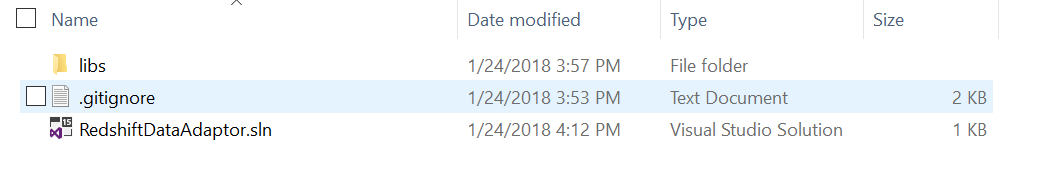 Name Date modified Type Size
libs 1/24/2018 3:57 PM File folder
.gitignore 1/24/2018 3:53 PM Text Document 2 KB
15
RedshiftDataAdaptor.sln 1/24/2018 4:12 PM Visual Studio Solution 1 KB